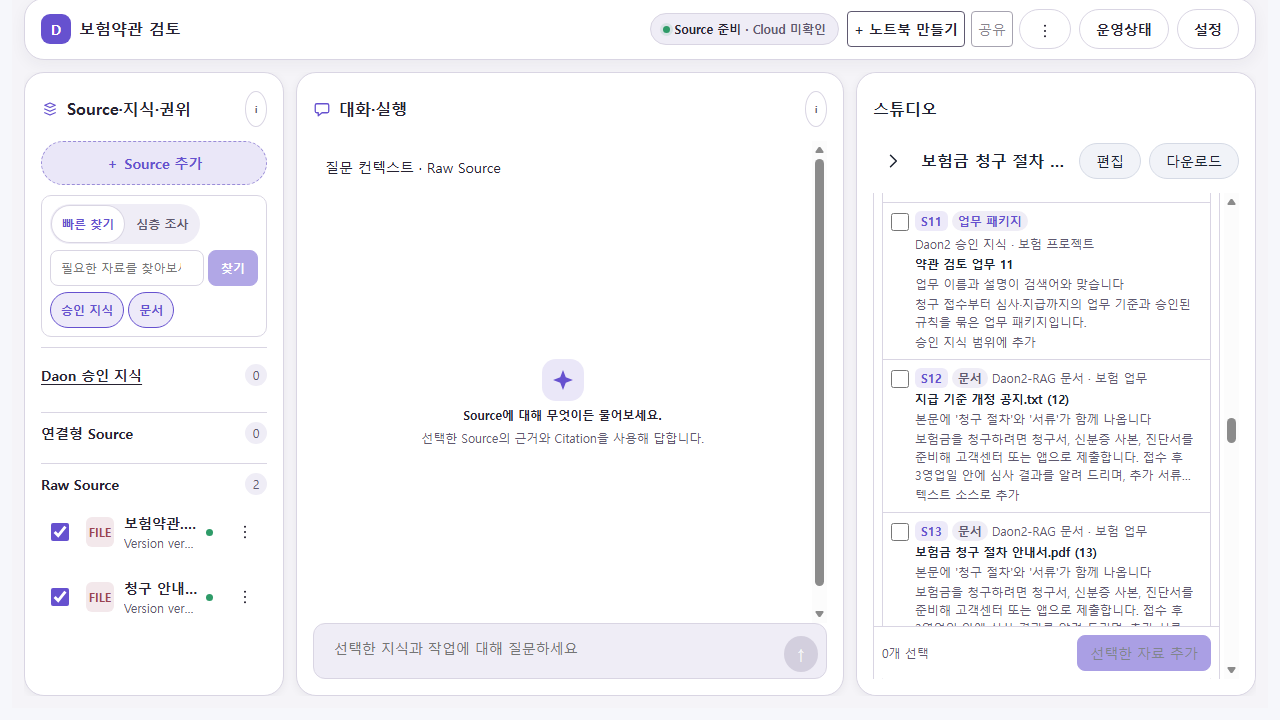 D 보험약관 검토
Source 준비 · Cloud 미확인
+ 노트북 만들기
공유
⋮
운영상태
설정
Source·지식·권위
i
+ Source 추가
빠른 찾기
심층 조사
필요한 자료를 찾아보
찾기
승인 지식
문서
Daon 승인 지식 0
연결형 Source 0
Raw Source 2
FILE 보험약관....
Version ver...
FILE 청구 안내...
Version ver...
대화·실행
i
질문 컨텍스트 · Raw Source
Source에 대해 무엇이든 물어보세요.
선택한 Source의 근거와 Citation을 사용해 답합니다.
선택한 지식과 작업에 대해 질문하세요
↑
스튜디오
보험금 청구 절차 ...
편집
다운로드
S11 업무 패키지
Daon2 승인 지식 · 보험 프로젝트
약관 검토 업무 11
업무 이름과 설명이 검색어와 맞습니다
청구 접수부터 심사·지급까지의 업무 기준과 승인된
규칙을 묶은 업무 패키지입니다.
승인 지식 범위에 추가
S12 문서 Daon2-RAG 문서 · 보험 업무
지급 기준 개정 공지.txt (12)
본문에 '청구 절차'와 '서류'가 함께 나옵니다
보험금을 청구하려면 청구서, 신분증 사본, 진단서를
준비해 고객센터 또는 앱으로 제출합니다. 접수 후
3영업일 안에 심사 결과를 알려 드리며, 추가 서류...
텍스트 소스로 추가
S13 문서 Daon2-RAG 문서 · 보험 업무
보험금 청구 절차 안내서.pdf (13)
본문에 '청구 절차'와 '서류'가 함께 나옵니다
보험금을 청구하려면 청구서, 신분증 사본, 진단서를
준비해 고객센터 또는 앱으로 제출합니다. 접수 후
0개 선택
선택한 자료 추가